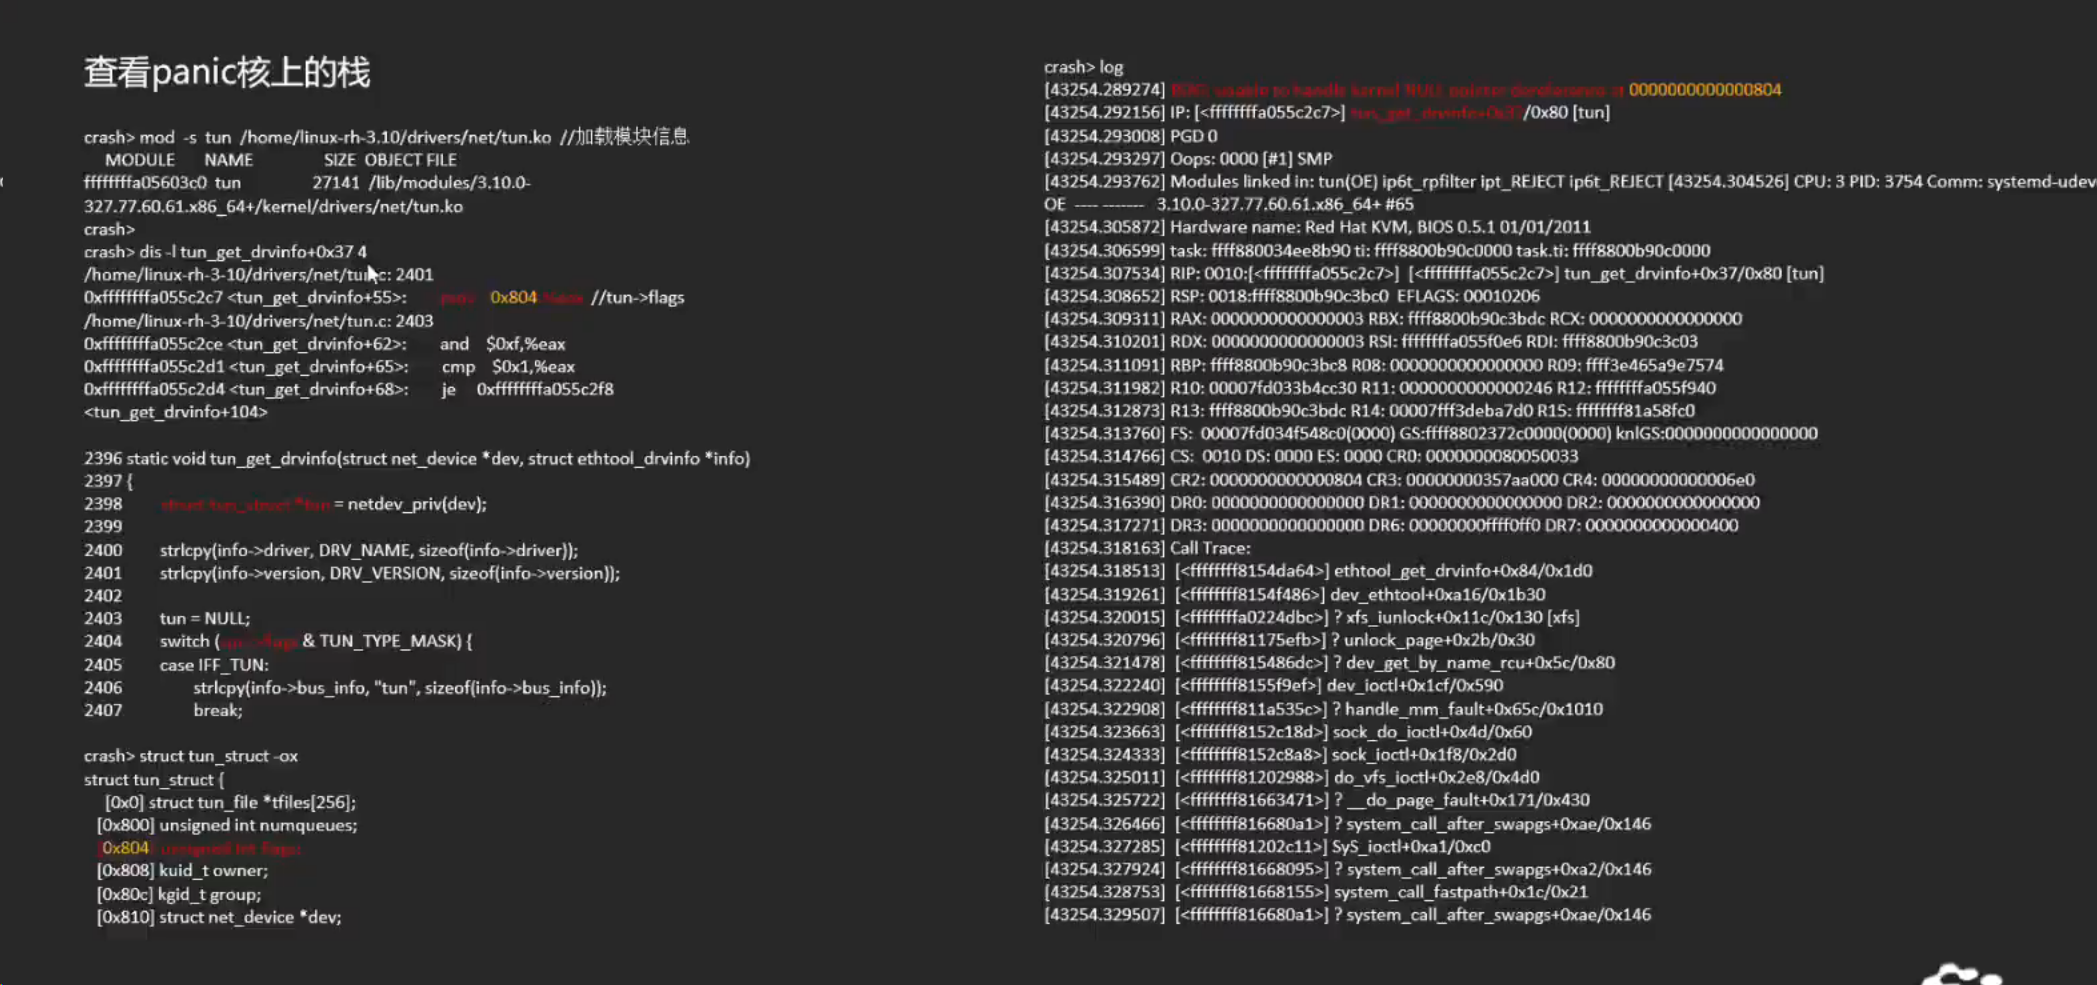 查看panic核上的栈
crash> mod -s tun /home/linux-rh-3.10/drivers/net/tun.ko //加载模块信息
MODULE NAME SIZE OBJECT FILE
ffffffffa05603c0 tun 27141 /lib/modules/3.10.0-
327.77.60.61.x86_64+/kernel/drivers/net/tun.ko
crash>
crash> dis -l tun_get_drvinfo+0x37 4
/home/linux-rh-3-10/drivers/net/tun.c: 2401
0xffffffffa055c2c7 <tun_get_drvinfo+55>: 0x804 %eax //tun->flags
/home/linux-rh-3-10/drivers/net/tun.c: 2403
0xffffffffa055c2ce <tun_get_drvinfo+62>: and $0xf,%eax
0xffffffffa055c2d1 <tun_get_drvinfo+65>: cmp $0x1,%eax
0xffffffffa055c2d4 <tun_get_drvinfo+68>: je 0xffffffffa055c2f8
<tun_get_drvinfo+104>
2396 static void tun_get_drvinfo(struct net_device *dev, struct ethtool_drvinfo *info)
2397 {
2398 struct tun_struct *tun = netdev_priv(dev);
2399
2400 strlcpy(info->driver, DRV_NAME, sizeof(info->driver));
2401 strlcpy(info->version, DRV_VERSION, sizeof(info->version));
2402
2403 tun = NULL;
2404 switch (tun->flags & TUN_TYPE_MASK) {
2405 case IFF_TUN:
2406 strlcpy(info->bus_info, "tun", sizeof(info->bus_info));
2407 break;
crash> struct tun_struct -ox
struct tun_struct {
[0x0] struct tun_file *tfiles[256];
[0x800] unsigned int numqueues;
[0x804] unsigned int flags;
[0x808] kuid_t owner;
[0x80c] kgid_t group;
[0x810] struct net_device *dev;
crash> log
[43254.289274] BUG: unable to handle kernel NULL pointer dereference at 0000000000000804
[43254.292156] IP: [<ffffffffa055c2c7>] tun_get_drvinfo+0x37/0x80 [tun]
[43254.293008] PGD 0
[43254.293297] Oops: 0000 [#1] SMP
[43254.293762] Modules linked in: tun(OE) ip6t_rpfilter ipt_REJECT ip6t_REJECT [43254.304526] CPU: 3 PID: 3754 Comm: systemd-udev
OE ---- ------- 3.10.0-327.77.60.61.x86_64+ #65
[43254.305872] Hardware name: Red Hat KVM, BIOS 0.5.1 01/01/2011
[43254.306599] task: ffff880034ee8b90 ti: ffff8800b90c0000 task.ti: ffff8800b90c0000
[43254.307534] RIP: 0010:[<ffffffffa055c2c7>] [<ffffffffa055c2c7>] tun_get_drvinfo+0x37/0x80 [tun]
[43254.308652] RSP: 0018:ffff8800b90c3bc0 EFLAGS: 00010206
[43254.309311] RAX: 0000000000000003 RBX: ffff8800b90c3bdc RCX: 0000000000000000
[43254.310201] RDX: 0000000000000003 RSI: ffffffffa055f0e6 RDI: ffff8800b90c3c03
[43254.311091] RBP: ffff8800b90c3bc8 R08: 0000000000000000 R09: ffff3e465a9e7574
[43254.311982] R10: 00007fd033b4cc30 R11: 0000000000000246 R12: ffffffffa055f940
[43254.312873] R13: ffff8800b90c3bdc R14: 00007fff3deba7d0 R15: ffffffff81a58fc0
[43254.313760] FS: 00007fd034f548c0(0000) GS:ffff8802372c0000(0000) knlGS:0000000000000000
[43254.314766] CS: 0010 DS: 0000 ES: 0000 CR0: 0000000080050033
[43254.315489] CR2: 0000000000000804 CR3: 00000000357aa000 CR4: 00000000000006e0
[43254.316390] DR0: 0000000000000000 DR1: 0000000000000000 DR2: 0000000000000000
[43254.317271] DR3: 0000000000000000 DR6: 00000000ffff0ff0 DR7: 0000000000000400
[43254.318163] Call Trace:
[43254.318513] [<ffffffff8154da64>] ethtool_get_drvinfo+0x84/0x1d0
[43254.319261] [<ffffffff8154f486>] dev_ethtool+0xa16/0x1b30
[43254.320015] [<ffffffffa0224dbc>] ? xfs_iunlock+0x11c/0x130 [xfs]
[43254.320796] [<ffffffff81175efb>] ? unlock_page+0x2b/0x30
[43254.321478] [<ffffffff815486dc>] ? dev_get_by_name_rcu+0x5c/0x80
[43254.322240] [<ffffffff8155f9ef>] dev_ioctl+0x1cf/0x590
[43254.322908] [<ffffffff811a535c>] ? handle_mm_fault+0x65c/0x1010
[43254.323663] [<ffffffff8152c18d>] sock_do_ioctl+0x4d/0x60
[43254.324333] [<ffffffff8152c8a8>] sock_ioctl+0x1f8/0x2d0
[43254.325011] [<ffffffff81202988>] do_vfs_ioctl+0x2e8/0x4d0
[43254.325722] [<ffffffff81663471>] ? __do_page_fault+0x171/0x430
[43254.326466] [<ffffffff816680a1>] ? system_call_after_swapgs+0xae/0x146
[43254.327285] [<ffffffff81202c11>] SyS_ioctl+0xa1/0xc0
[43254.327924] [<ffffffff81668095>] ? system_call_after_swapgs+0xa2/0x146
[43254.328753] [<ffffffff81668155>] system_call_fastpath+0x1c/0x21
[43254.329507] [<ffffffff816680a1>] ? system_call_after_swapgs+0xae/0x146